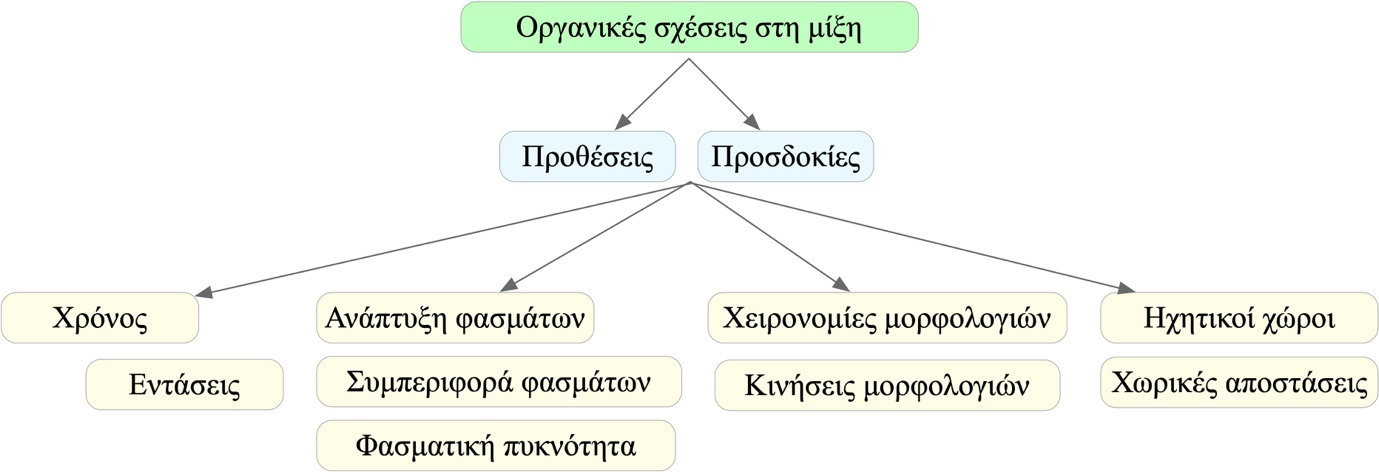 Οργανικές σχέσεις στη μίξη
Προθέσεις
Προσδοκίες
Χρόνος
Ανάπτυξη φασμάτων
Χειρονομίες μορφολογιών
Ηχητικοί χώροι
Εντάσεις
Συμπεριφορά φασμάτων
Κινήσεις μορφολογιών
Χωρικές αποστάσεις
Φασματική πυκνότητα